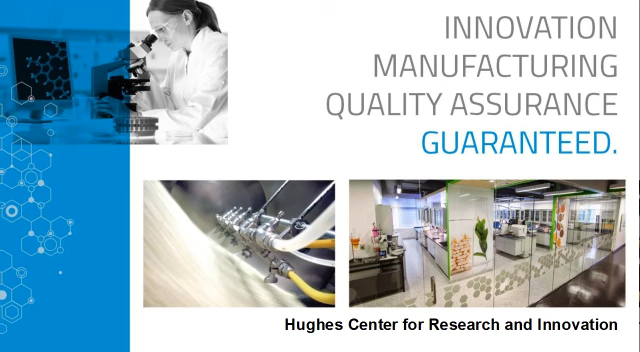 INNOVATION
MANUFACTURING
QUALITY ASSURANCE
GUARANTEED.
Hughes Center for Research and Innovation